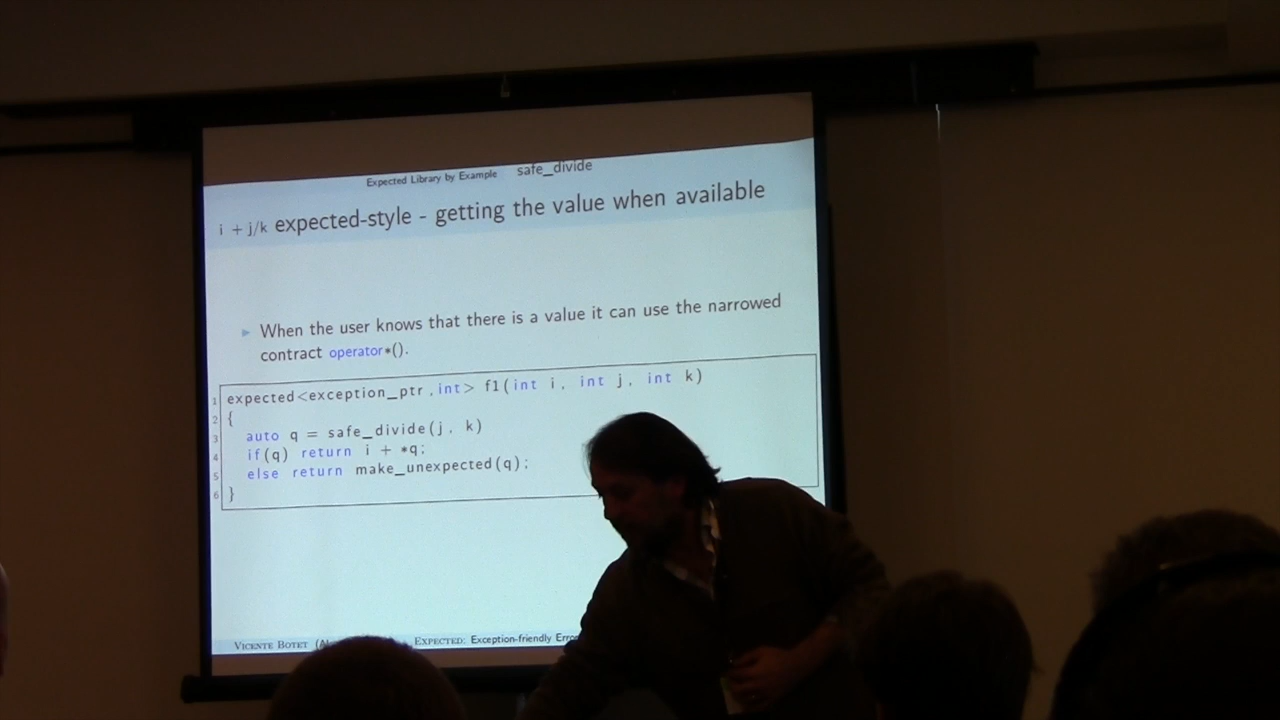 Expected Library by Example safe_divide
i + j/k expected-style - getting the value when available
When the user knows that there is a value it can use the narrowed
contract operator*().
1 expected<exception_ptr,int> f1(int i, int j, int k)
2 {
3 auto q = safe_divide(j, k)
4 if(q) return i + *q;
5 else return make_unexpected(q);
6 }
VICENTE BOTET EXPECTED: Exception-friendly